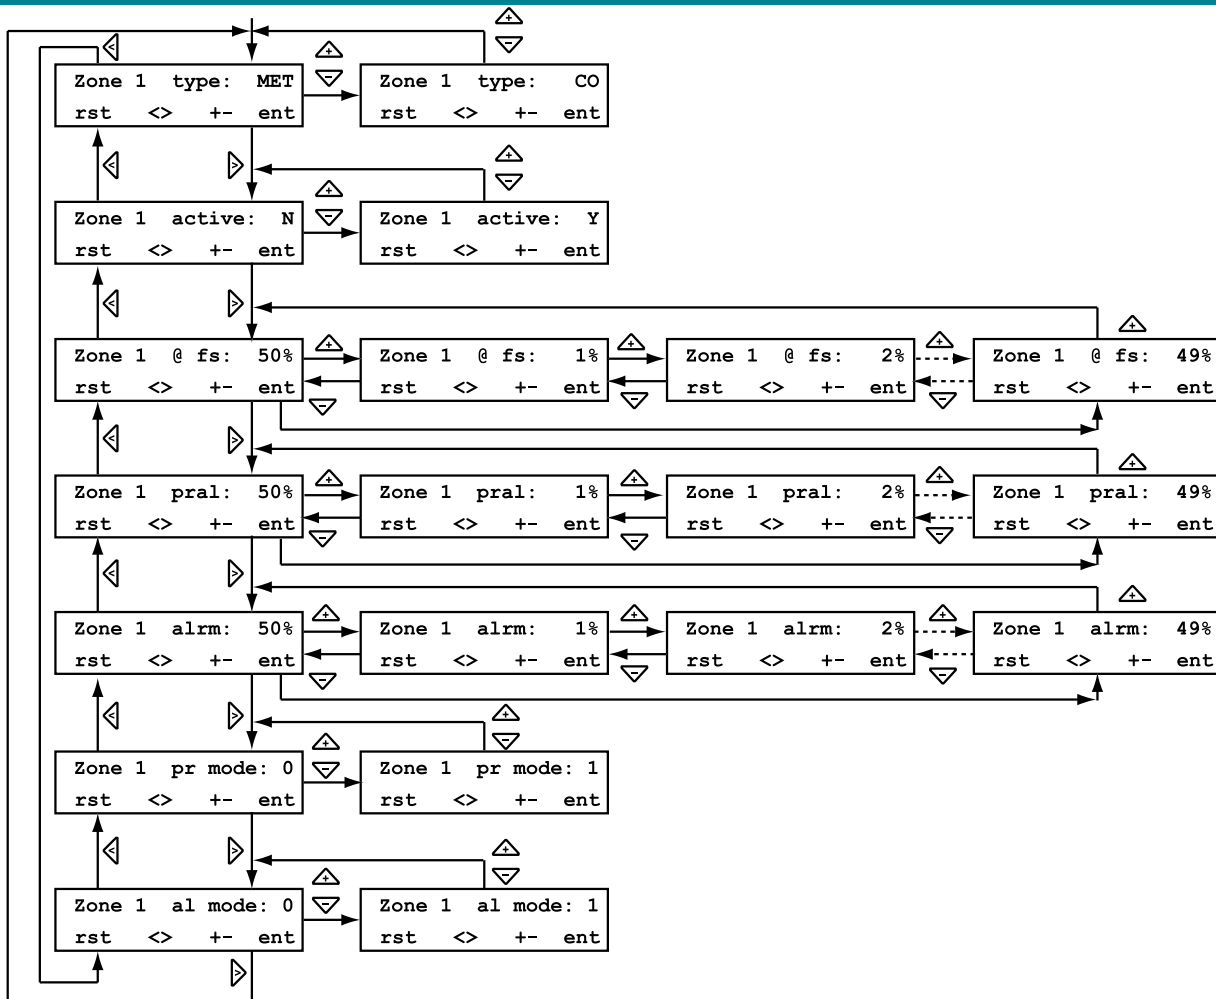 +
-
<
+
-
Zone 1 type: MET
rst <> +- ent
Zone 1 type: CO
rst <> +- ent
<
>
+
-
+
-
Zone 1 active: N
rst <> +- ent
Zone 1 active: Y
rst <> +- ent
<
>
+
+
+
+
Zone 1 @ fs: 50%
rst <> +- ent
Zone 1 @ fs: 1%
rst <> +- ent
Zone 1 @ fs: 2%
rst <> +- ent
Zone 1 @ fs: 49%
rst <> +- ent
-
-
-
<
>
+
+
+
+
Zone 1 pral: 50%
rst <> +- ent
Zone 1 pral: 1%
rst <> +- ent
Zone 1 pral: 2%
rst <> +- ent
Zone 1 pral: 49%
rst <> +- ent
-
-
-
<
>
+
+
+
+
Zone 1 alrm: 50%
rst <> +- ent
Zone 1 alrm: 1%
rst <> +- ent
Zone 1 alrm: 2%
rst <> +- ent
Zone 1 alrm: 49%
rst <> +- ent
-
-
-
<
>
+
-
+
-
Zone 1 pr mode: 0
rst <> +- ent
Zone 1 pr mode: 1
rst <> +- ent
<
>
+
-
+
-
Zone 1 al mode: 0
rst <> +- ent
Zone 1 al mode: 1
rst <> +- ent
>